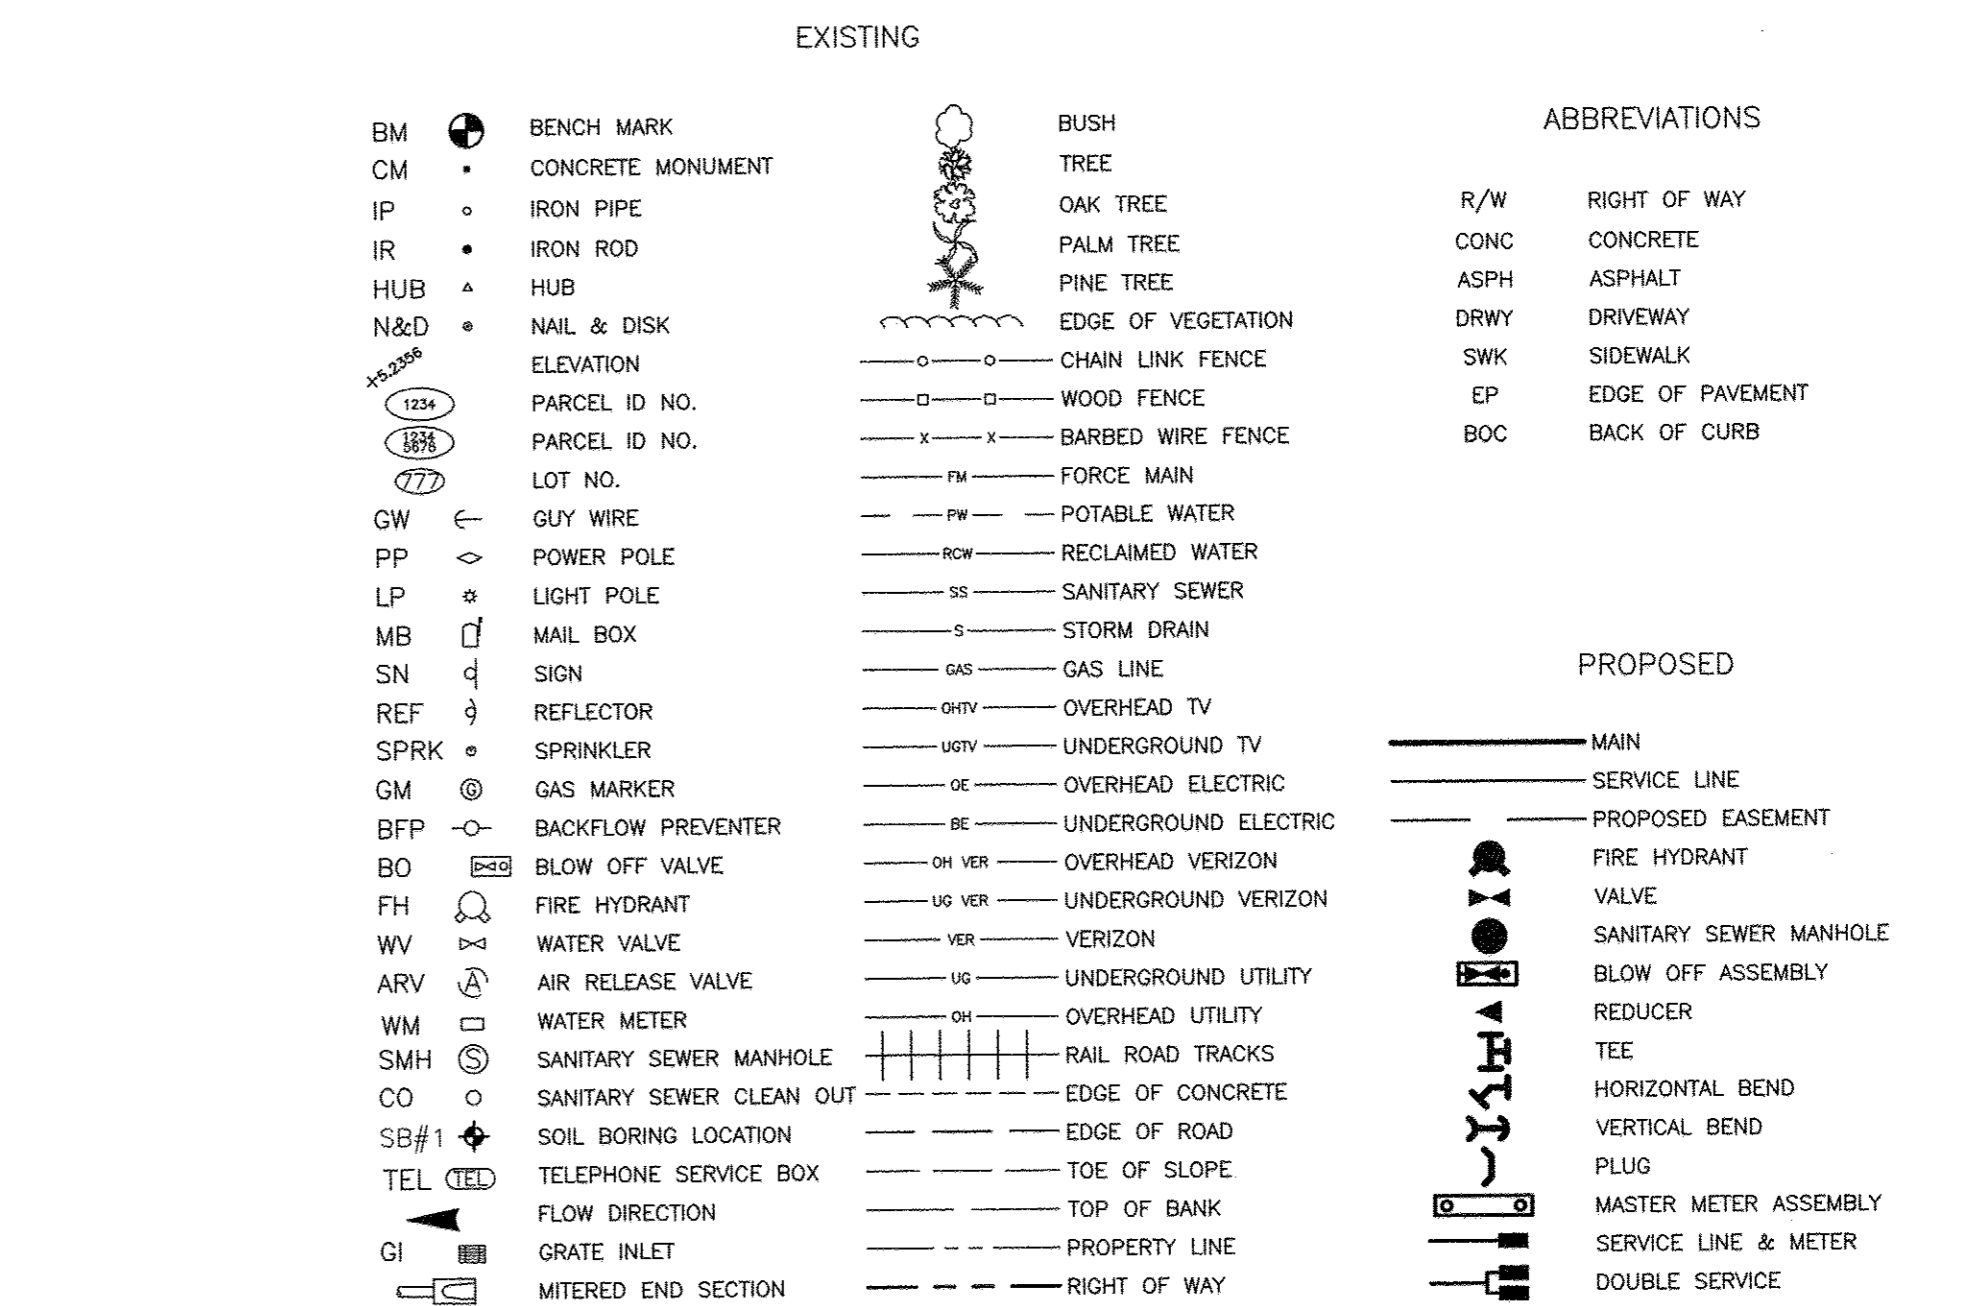 EXISTING
BM BENCH MARK
CM CONCRETE MONUMENT
IP IRON PIPE
IR IRON ROD
HUB HUB
N&D NAIL & DISK
+5.2356 ELEVATION
1234 PARCEL ID NO.
1234
5678 PARCEL ID NO.
777 LOT NO.
GW GUY WIRE
PP POWER POLE
LP LIGHT POLE
MB MAIL BOX
SN SIGN
REF REFLECTOR
SPRK SPRINKLER
GM G GAS MARKER
BFP BACKFLOW PREVENTER
BO BLOW OFF VALVE
FH FIRE HYDRANT
WV WATER VALVE
ARV A AIR RELEASE VALVE
WM WATER METER
SMH S SANITARY SEWER MANHOLE
CO SANITARY SEWER CLEAN OUT
SB#1 SOIL BORING LOCATION
TEL TEL TELEPHONE SERVICE BOX
FLOW DIRECTION
GI GRATE INLET
MITERED END SECTION
BUSH
TREE
OAK TREE
PALM TREE
PINE TREE
EDGE OF VEGETATION
CHAIN LINK FENCE
WOOD FENCE
X X BARBED WIRE FENCE
FM FORCE MAIN
PW POTABLE WATER
RCW RECLAIMED WATER
SS SANITARY SEWER
S STORM DRAIN
GAS GAS LINE
OHTV OVERHEAD TV
UGTV UNDERGROUND TV
OE OVERHEAD ELECTRIC
BE UNDERGROUND ELECTRIC
OH VER OVERHEAD VERIZON
UG VER UNDERGROUND VERIZON
VER VERIZON
UG UNDERGROUND UTILITY
OH OVERHEAD UTILITY
RAIL ROAD TRACKS
EDGE OF CONCRETE
EDGE OF ROAD
TOE OF SLOPE
TOP OF BANK
PROPERTY LINE
RIGHT OF WAY
ABBREVIATIONS
R/W RIGHT OF WAY
CONC CONCRETE
ASPH ASPHALT
DRWY DRIVEWAY
SWK SIDEWALK
EP EDGE OF PAVEMENT
BOC BACK OF CURB
PROPOSED
MAIN
SERVICE LINE
PROPOSED EASEMENT
FIRE HYDRANT
VALVE
SANITARY SEWER MANHOLE
BLOW OFF ASSEMBLY
REDUCER
TEE
HORIZONTAL BEND
VERTICAL BEND
PLUG
MASTER METER ASSEMBLY
SERVICE LINE & METER
DOUBLE SERVICE